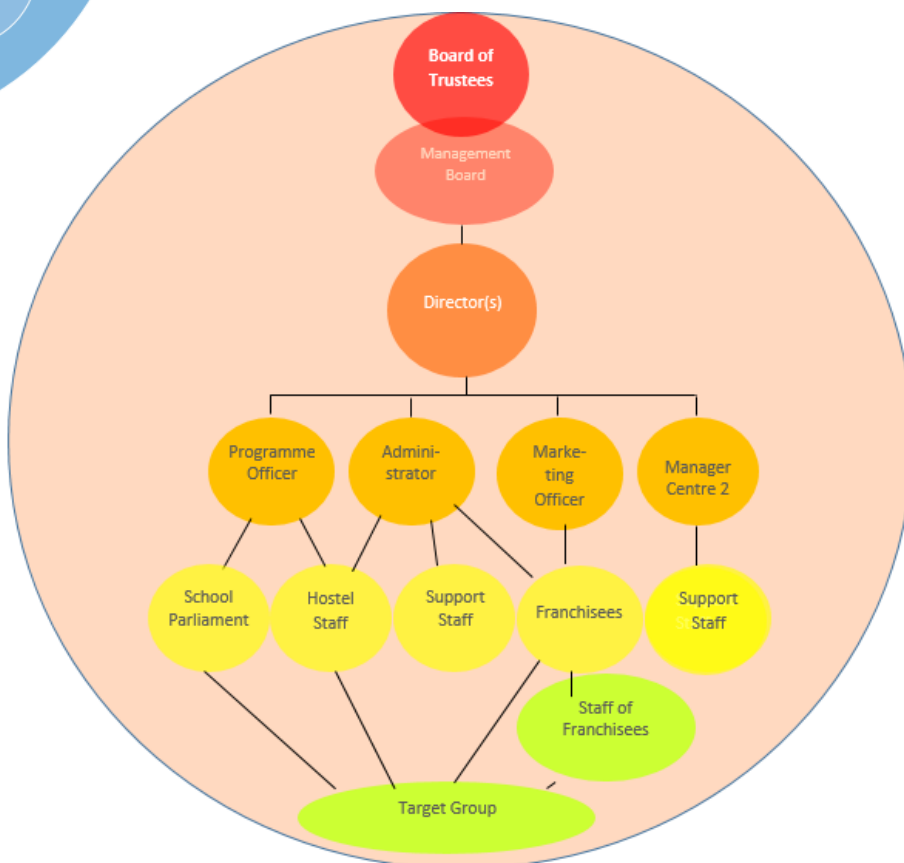 Board of
Trustees
Management
Board
Director(s)
Programme
Officer
Admini-
strator
Marke-
ting
Officer
Manager
Centre 2
School
Parliament
Hostel
Staff
Support
Staff
Franchisees
Support
Staff
Staff of
Franchisees
Target Group